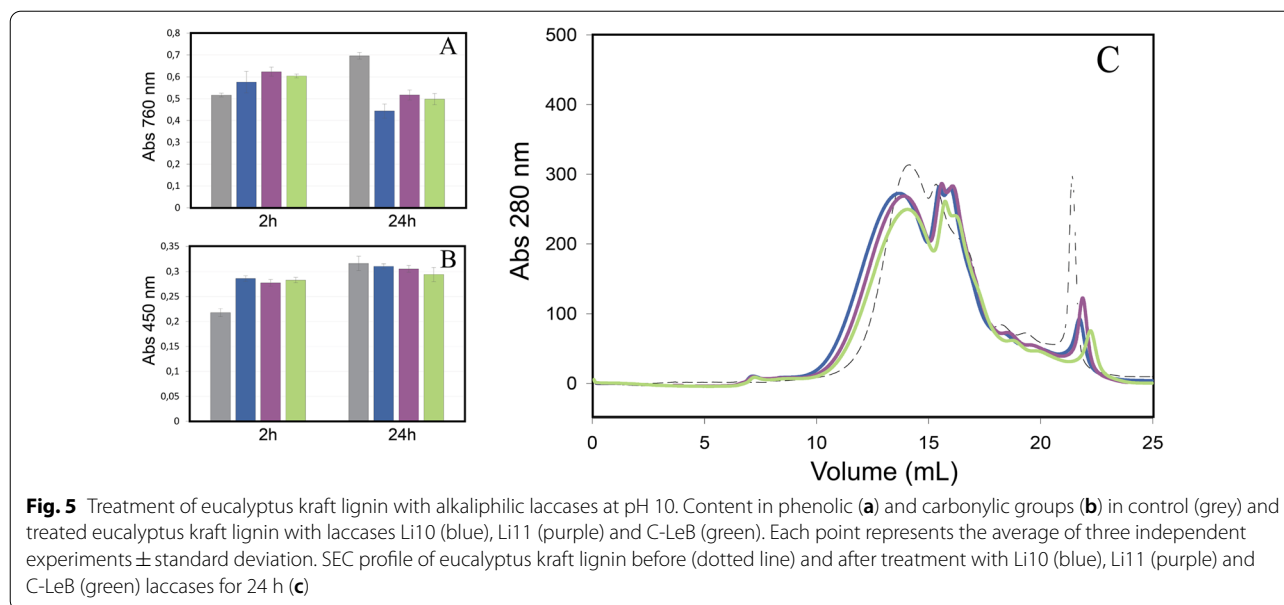 A
Abs 760 nm
0,8
0,7
0,6
0,5
0,4
0,3
0,2
0,1
0
2h 24h
B
Abs 450 nm
0,35
0,3
0,25
0,2
0,15
0,1
0,05
0
2h 24h
C
Abs 280 nm
500
400
300
200
100
0
0 5 10 15 20 25
Volume (mL)
Fig. 5 Treatment of eucalyptus kraft lignin with alkaliphilic laccases at pH 10. Content in phenolic (a) and carbonylic groups (b) in control (grey) and
treated eucalyptus kraft lignin with laccases Li10 (blue), Li11 (purple) and C-LeB (green). Each point represents the average of three independent
experiments ± standard deviation. SEC profile of eucalyptus kraft lignin before (dotted line) and after treatment with Li10 (blue), Li11 (purple) and
C-LeB (green) laccases for 24 h (c)